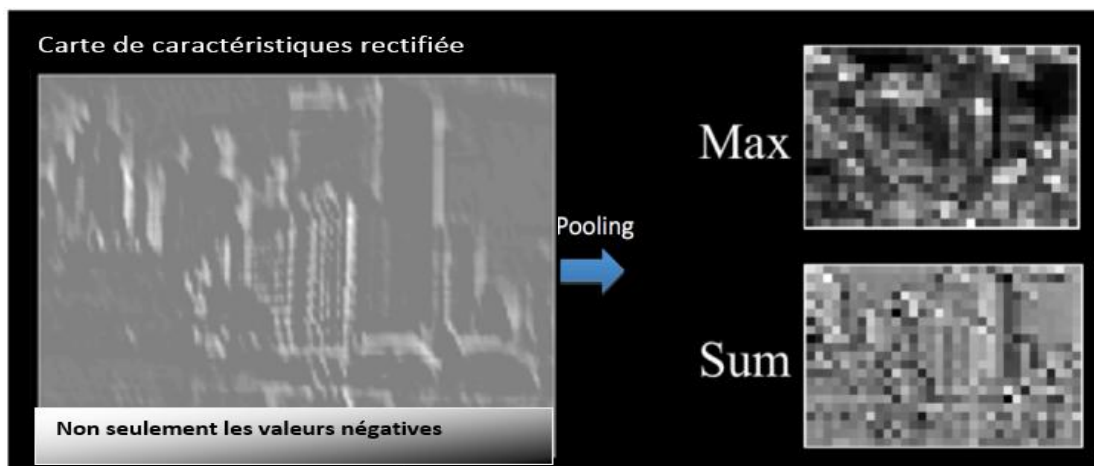 Carte de caractéristiques rectifiée
Max
Pooling
Sum
Non seulement les valeurs négatives